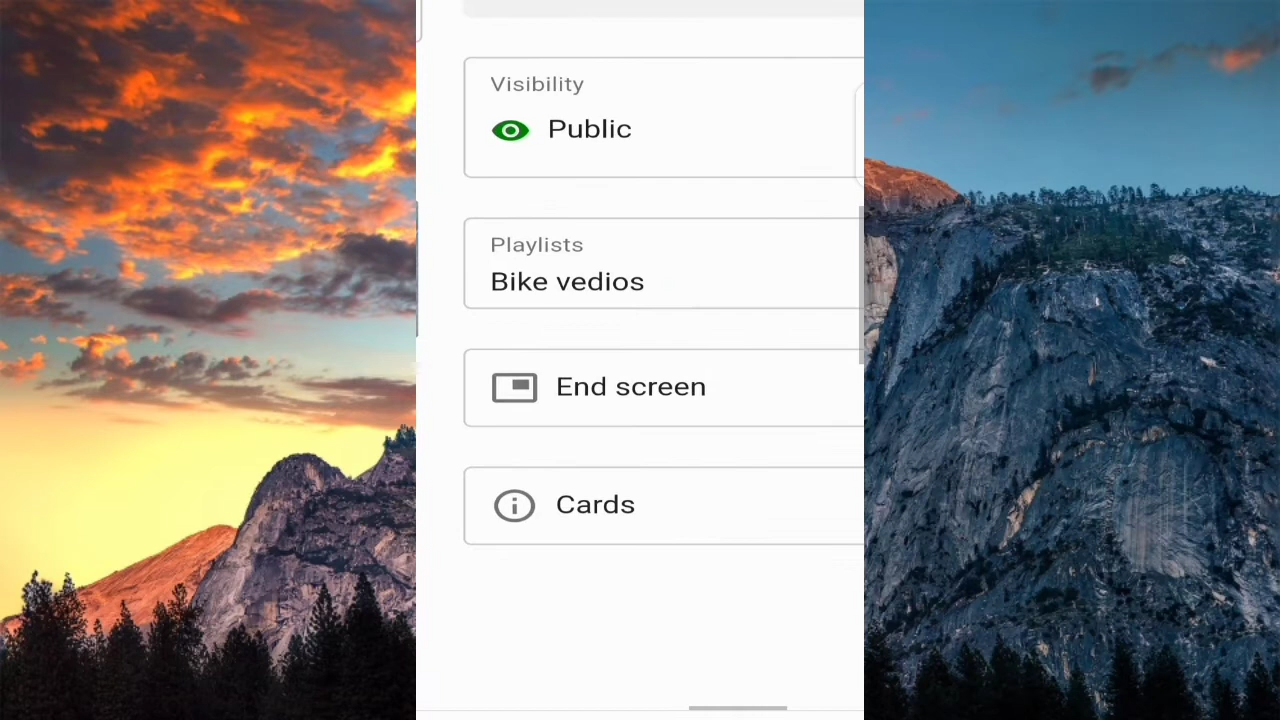 Visibility
Public
Playlists
Bike vedios
End screen
Cards